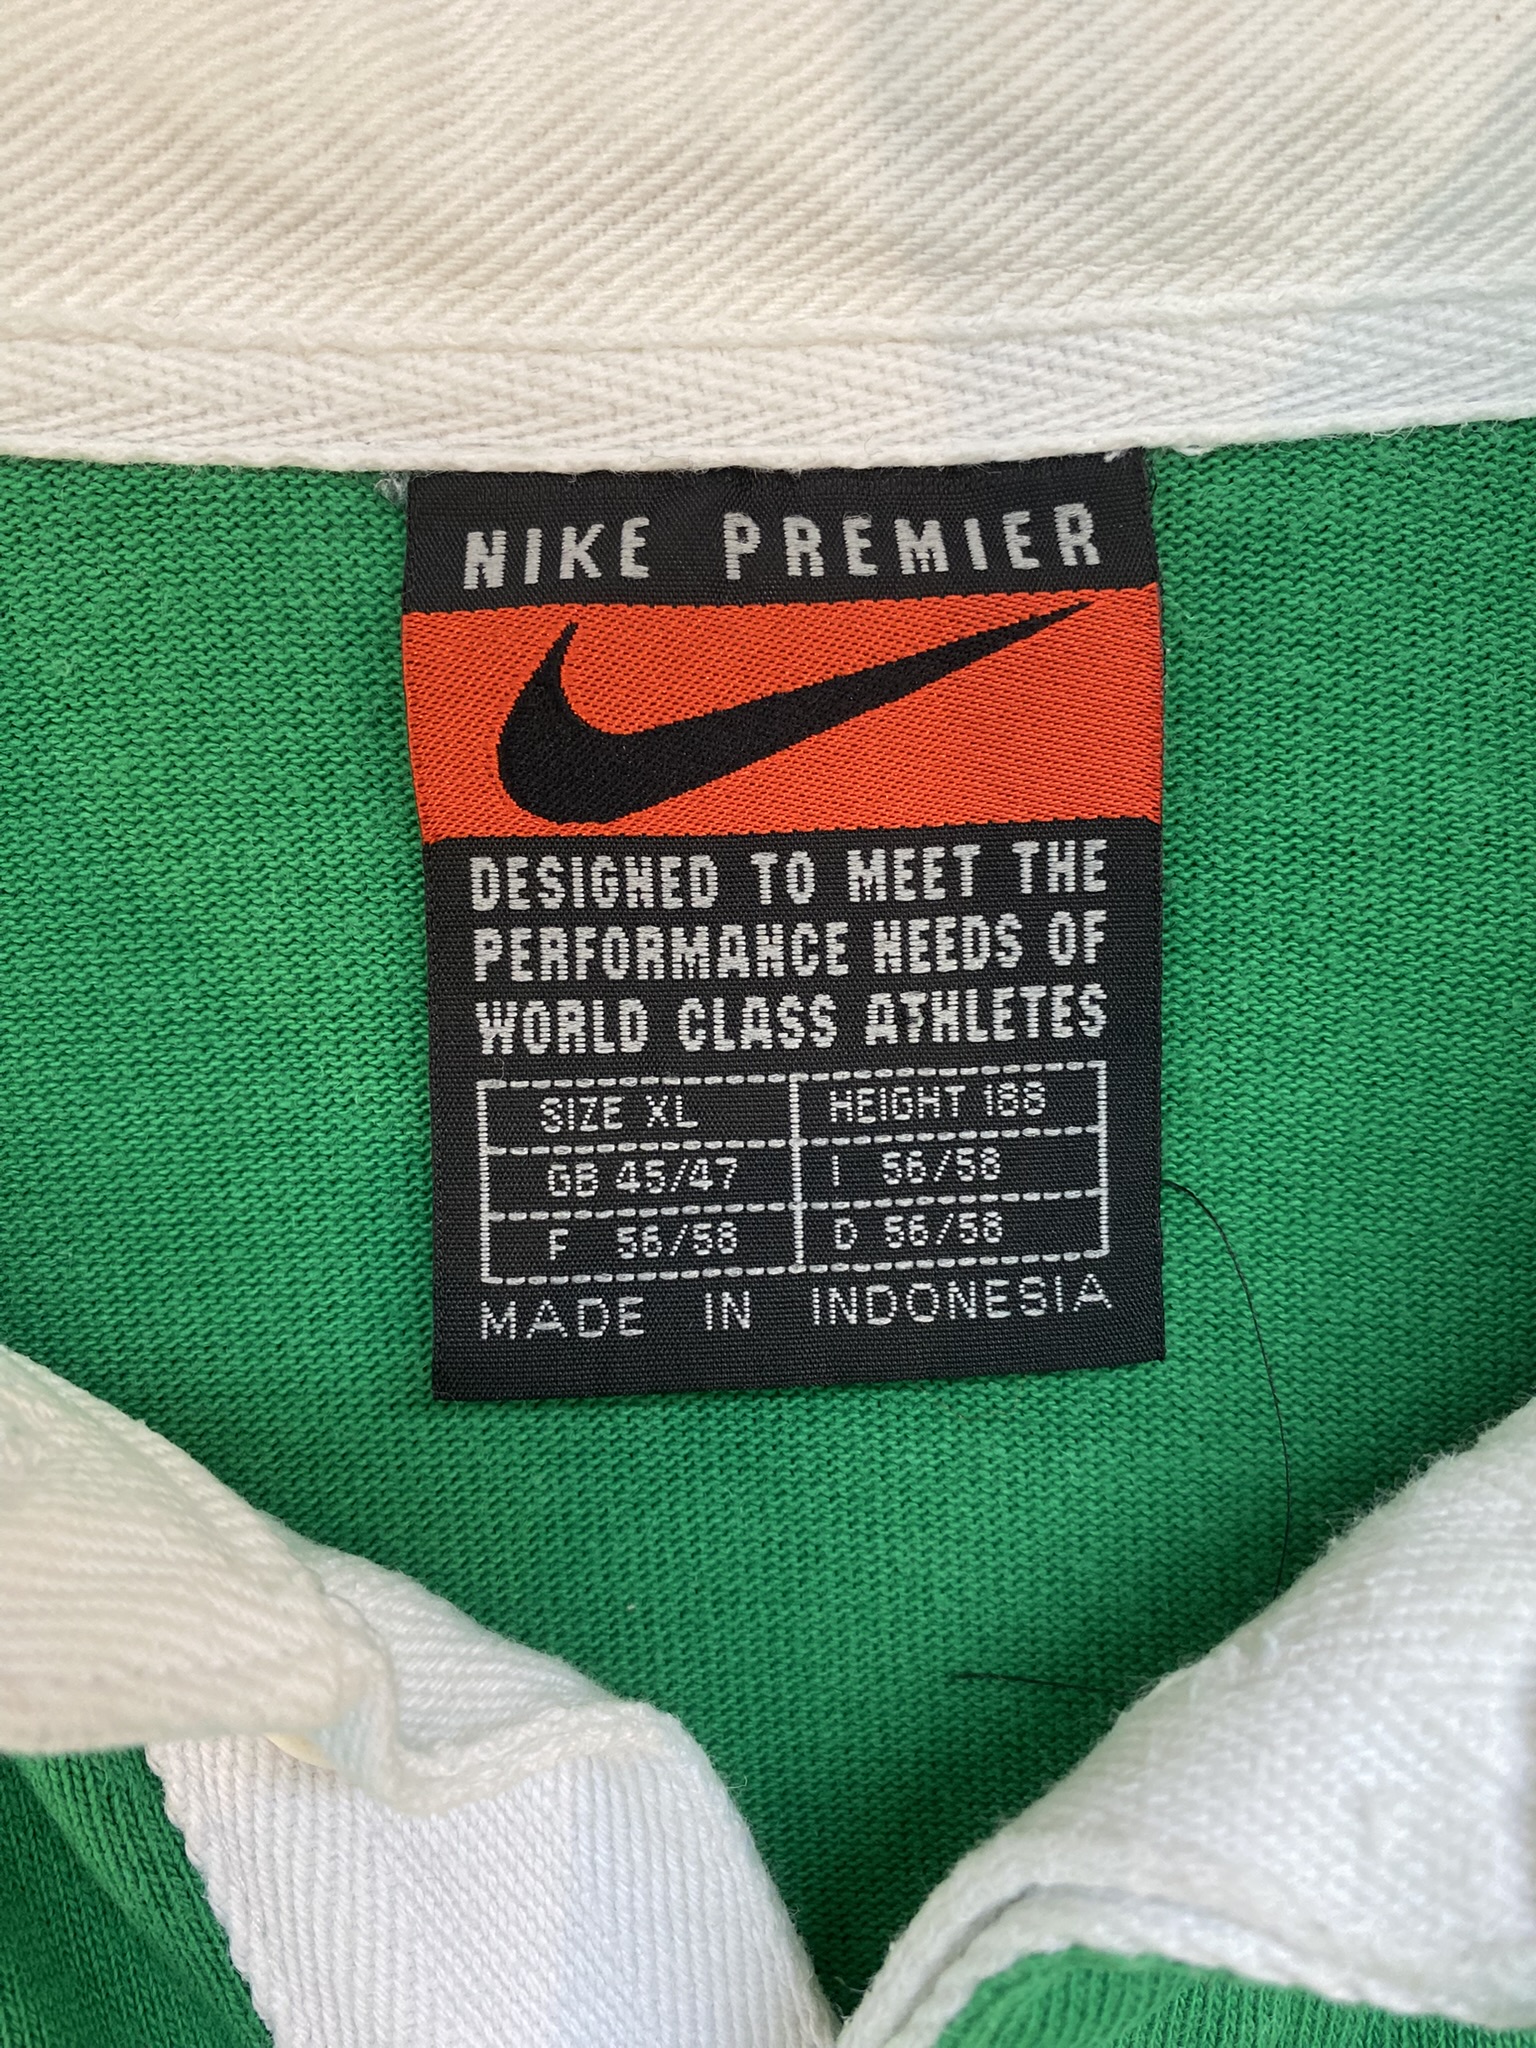 NIKE PREMIER
DESIGNED TO MEET THE
PERFORMANCE NEEDS OF
WORLD CLASS ATHLETES
SIZE XL HEIGHT 188
GB 45/47 I 56/58
F 56/58 D 56/58
MADE IN INDONESIA